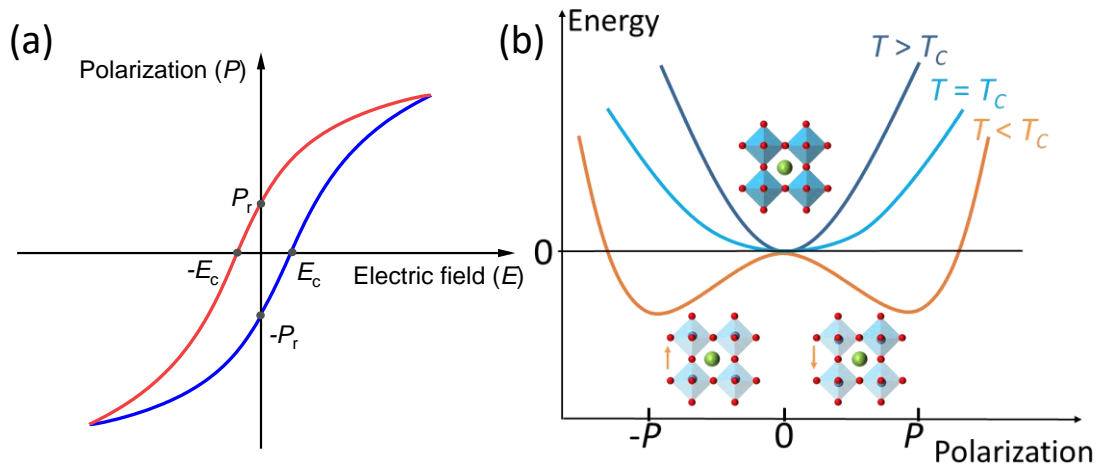 (a)
Polarization (P)
Pr
-Ec
Ec
Electric field (E)
-Pr
(b)
Energy
T > TC
T = TC
T < TC
0
-P
0
P
Polarization